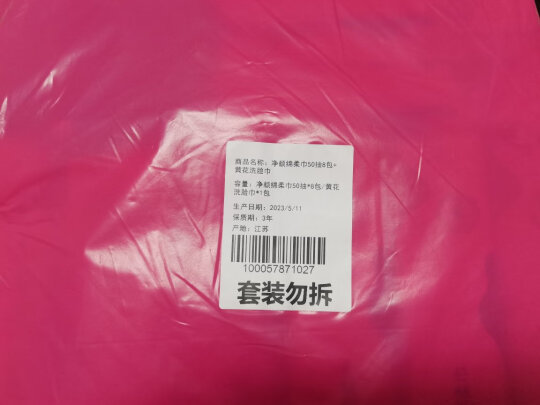 商品名称：净颜绵柔巾50抽8包+
黄花洗脸巾
容量：净颜绵柔巾50抽*8包/黄花
洗脸巾*1包
生产日期：2023/5/11
保质期：3年
产地：江苏
100057871027
套装勿拆